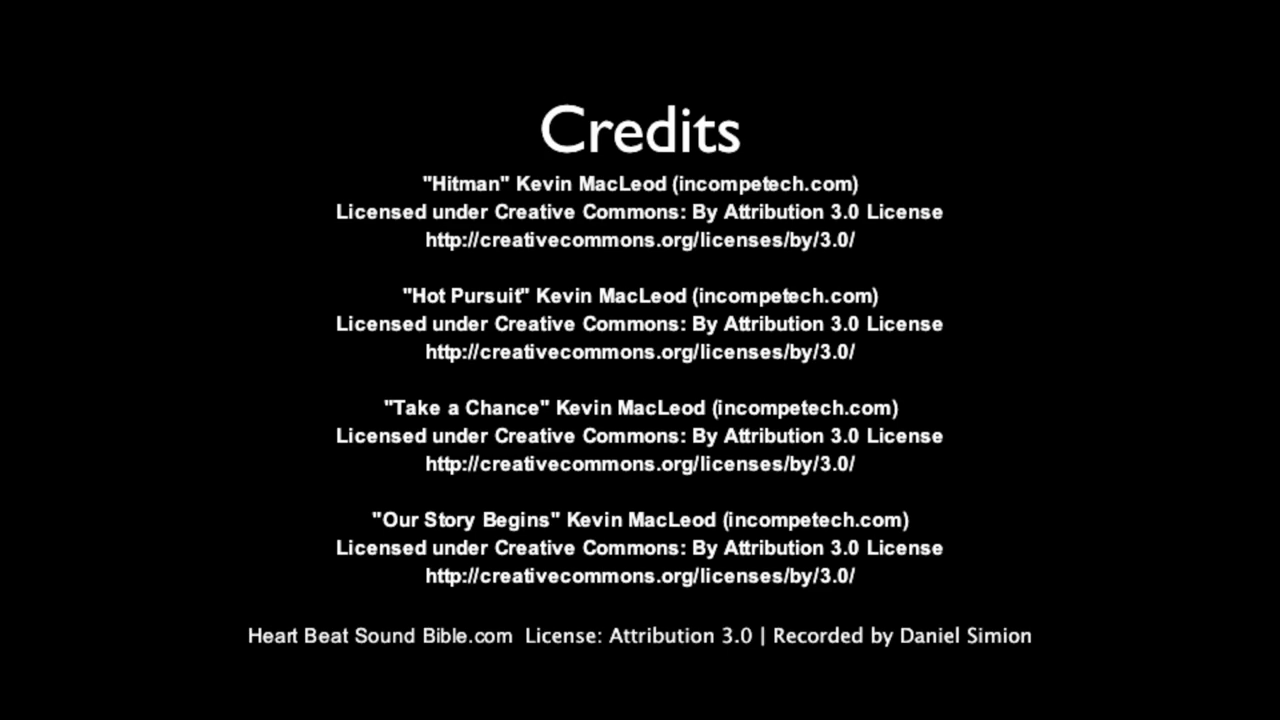 Credits
"Hitman" Kevin MacLeod (incompetech.com)
Licensed under Creative Commons: By Attribution 3.0 License
http://creativecommons.org/licenses/by/3.0/
"Hot Pursuit" Kevin MacLeod (incompetech.com)
Licensed under Creative Commons: By Attribution 3.0 License
http://creativecommons.org/licenses/by/3.0/
"Take a Chance" Kevin MacLeod (incompetech.com)
Licensed under Creative Commons: By Attribution 3.0 License
http://creativecommons.org/licenses/by/3.0/
"Our Story Begins" Kevin MacLeod (incompetech.com)
Licensed under Creative Commons: By Attribution 3.0 License
http://creativecommons.org/licenses/by/3.0/
Heart Beat Sound Bible.com  License: Attribution 3.0 | Recorded by Daniel Simion